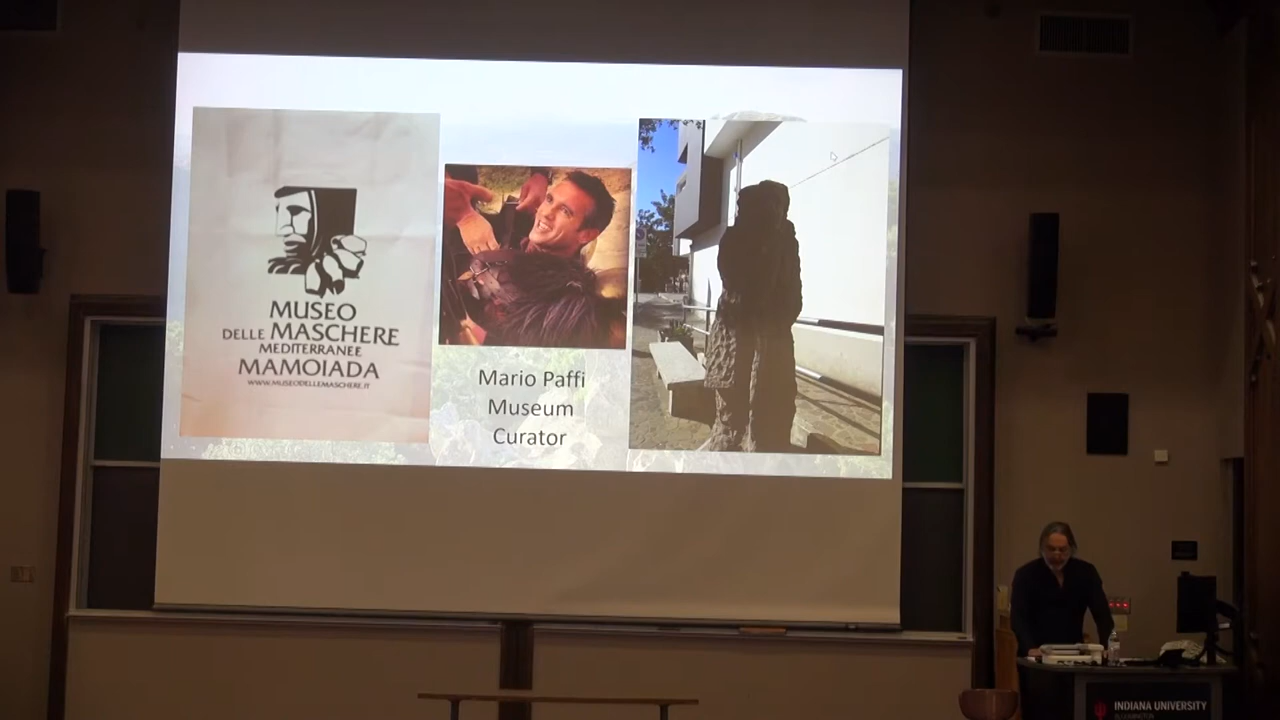 MUSEO
DELLE MASCHERE
MEDITERRANEE
MAMOIADA
WWW.MUSEODELLEMASCHERE.IT
Mario Paffi
Museum
Curator
INDIANA UNIVERSITY